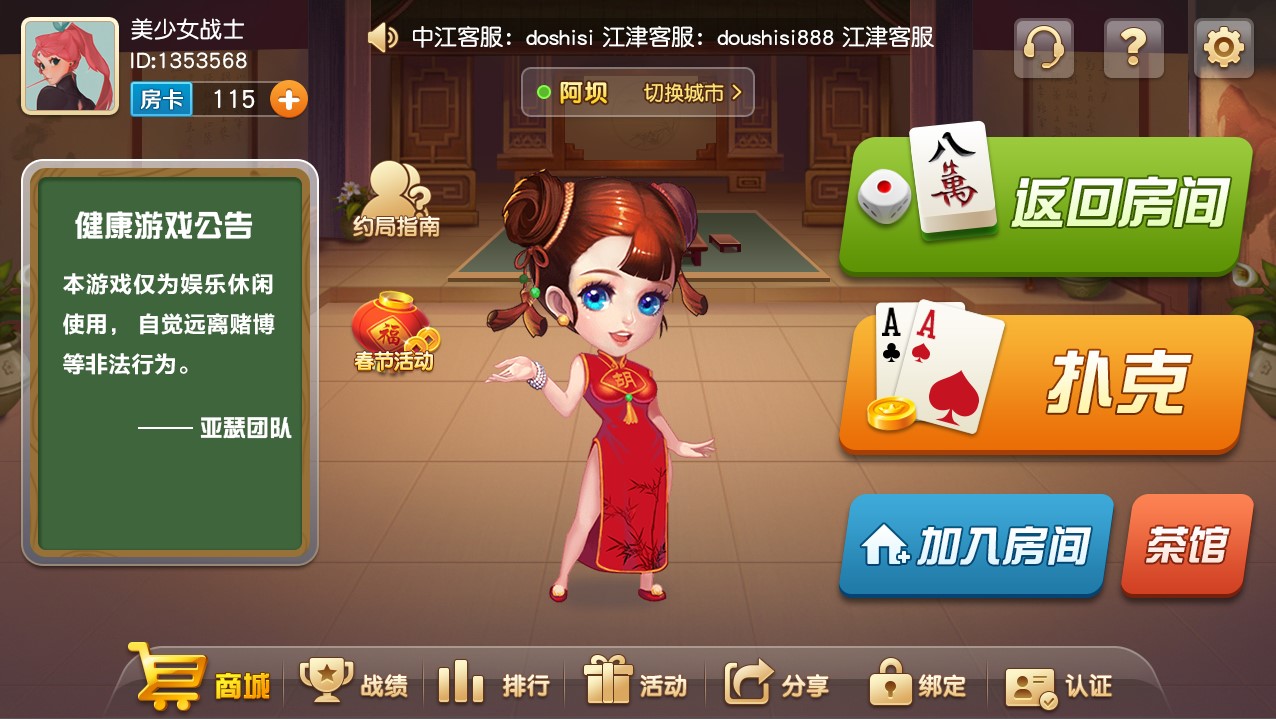 美少女战士
ID:1353568
房卡 115
中江客服：doshisi 江津客服：doushisi888 江津客服
阿坝 切换城市
健康游戏公告
本游戏仅为娱乐休闲
使用， 自觉远离赌博
等非法行为。
—— 亚瑟团队
约局指南
福
春节活动
胡
八
萬
返回房间
A A
扑克
加入房间
茶馆
商城 战绩 排行 活动 分享 绑定 认证